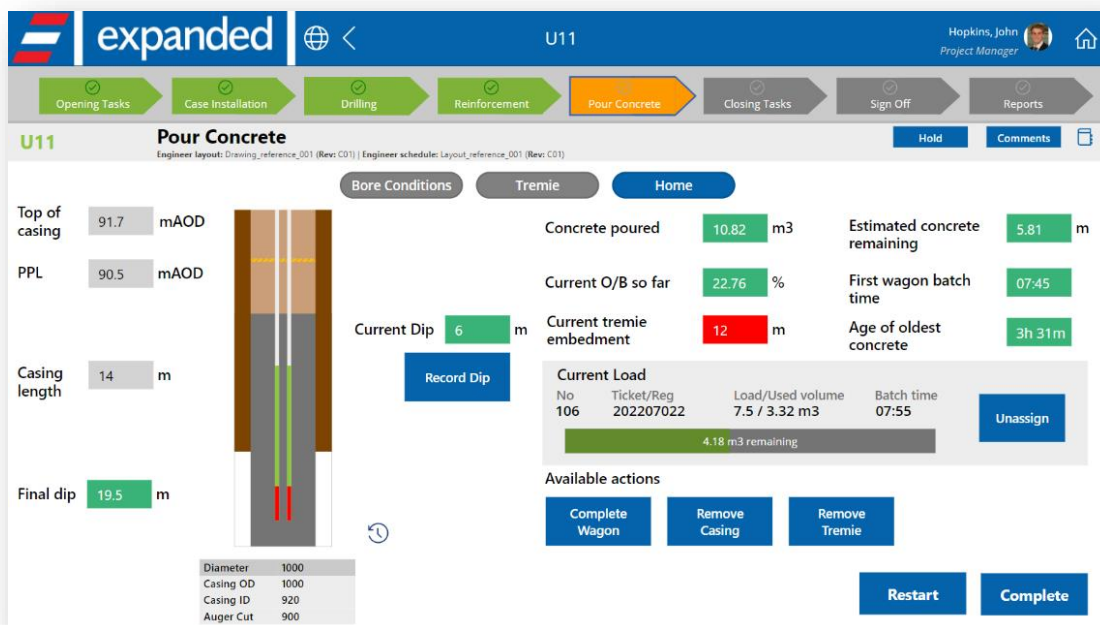 expanded
U11
Hopkins, John
Project Manager
Opening Tasks
Case Installation
Drilling
Reinforcement
Pour Concrete
Closing Tasks
Sign Off
Reports
U11
Pour Concrete
Hold
Comments
Engineer layout: Drawing_reference_001 (Rev: C01) | Engineer schedule: Layout_reference_001 (Rev: C01)
Bore Conditions
Tremie
Home
Top of
casing
91.7
mAOD
PPL
90.5
mAOD
Casing
length
14
m
Final dip
19.5
m
Current Dip
6
m
Record Dip
Diameter 1000
Casing OD 1000
Casing ID 920
Auger Cut 900
Concrete poured
10.82
m3
Estimated concrete
remaining
5.81
m
Current O/B so far
22.76
%
First wagon batch
time
07:45
Current tremie
embedment
12
m
Age of oldest
concrete
3h 31m
Current Load
No Ticket/Reg Load/Used volume Batch time
106 202207022 7.5 / 3.32 m3 07:55
4.18 m3 remaining
Unassign
Available actions
Complete
Wagon
Remove
Casing
Remove
Tremie
Restart
Complete